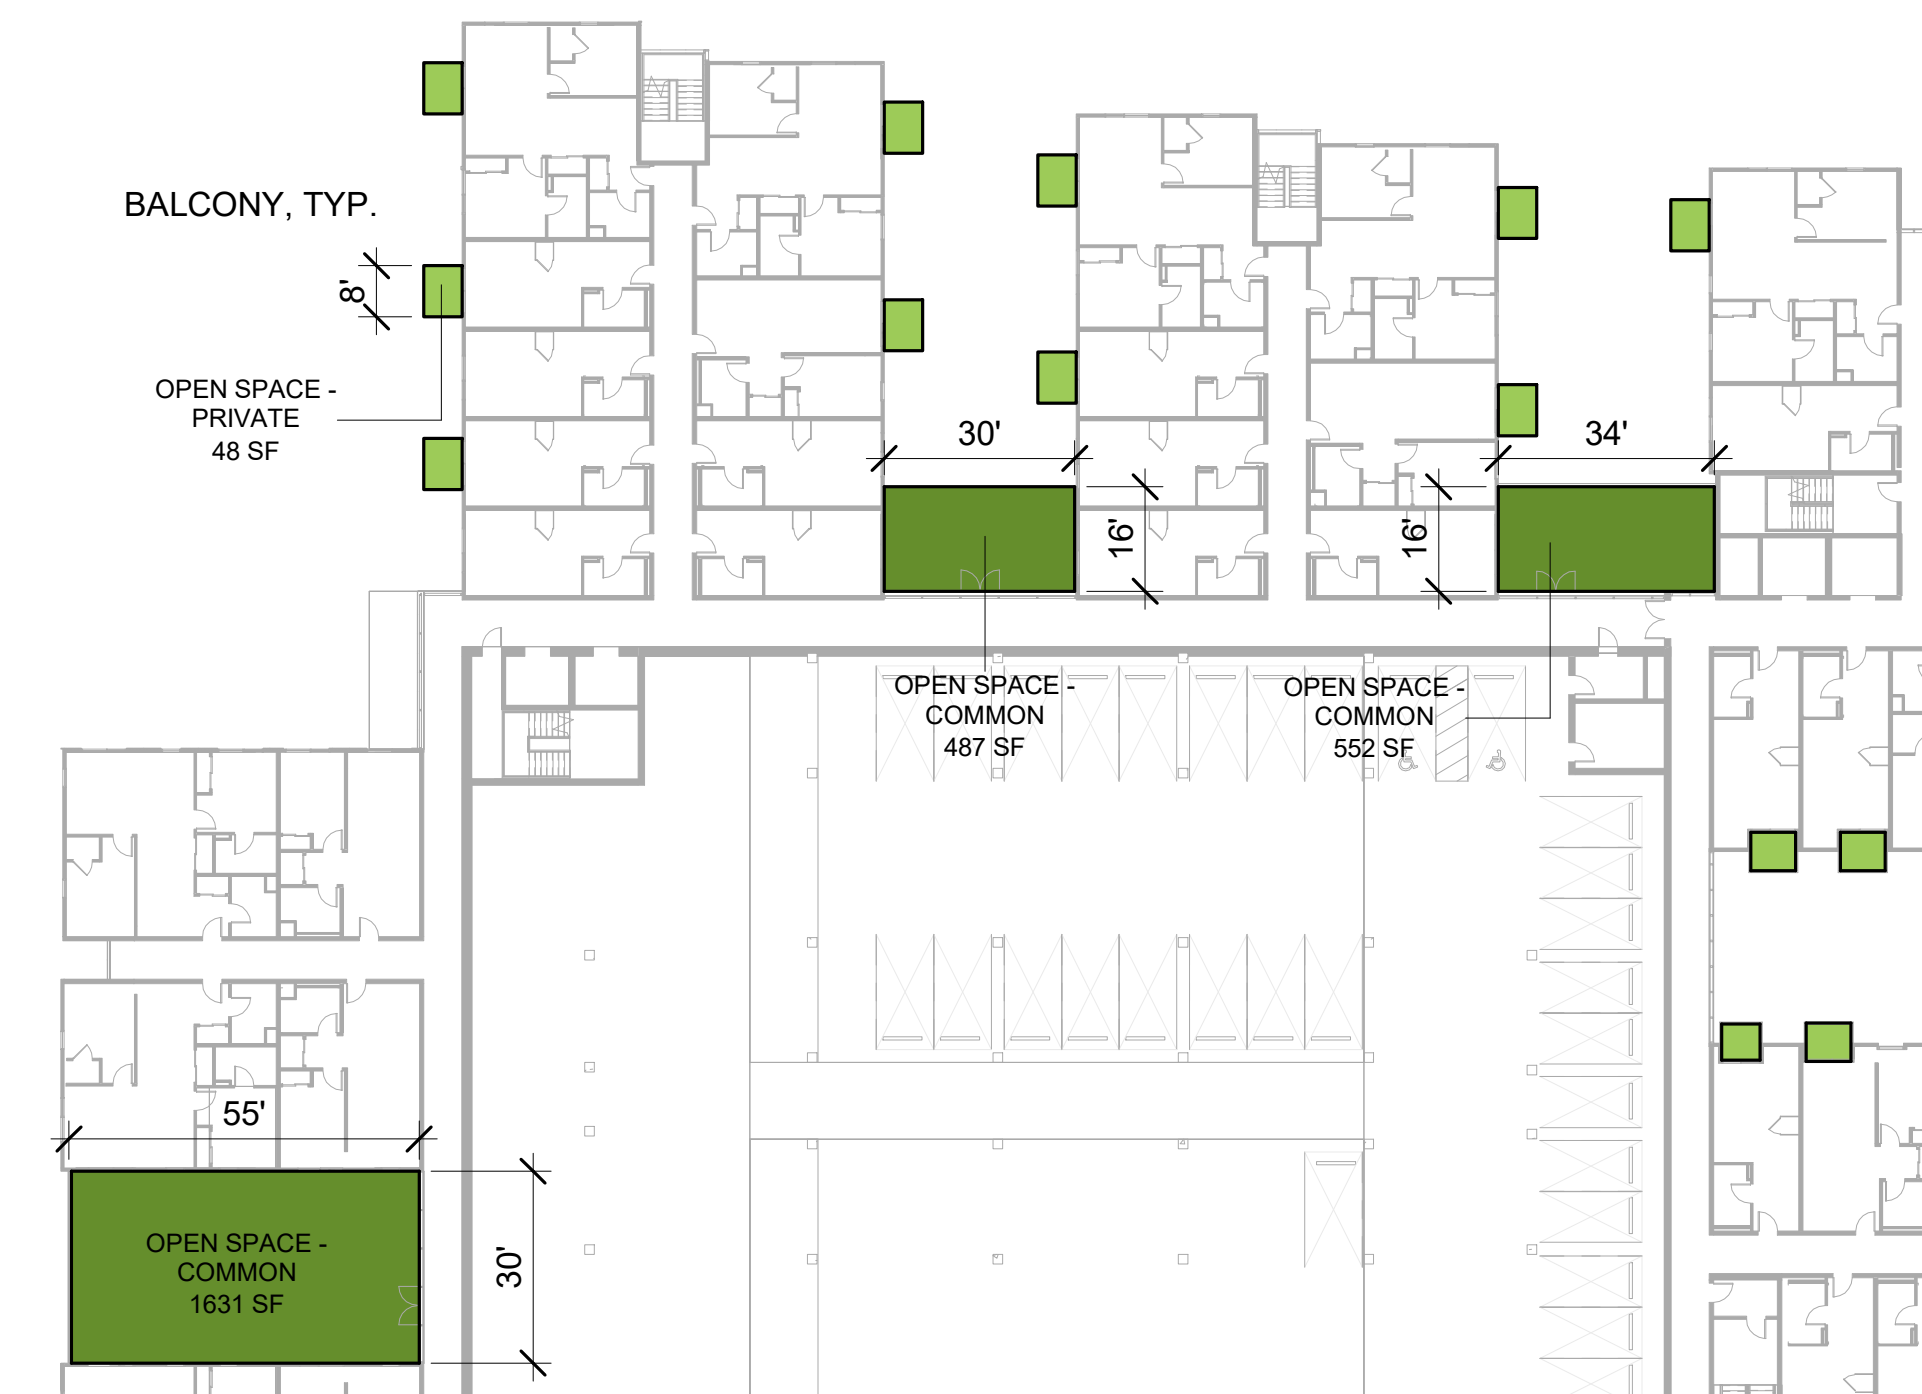 BALCONY, TYP.
8'
OPEN SPACE -
PRIVATE
48 SF
30'
34'
16'
16'
OPEN SPACE -
COMMON
487 SF
OPEN SPACE -
COMMON
552 SF
55'
OPEN SPACE -
COMMON
1631 SF
30'